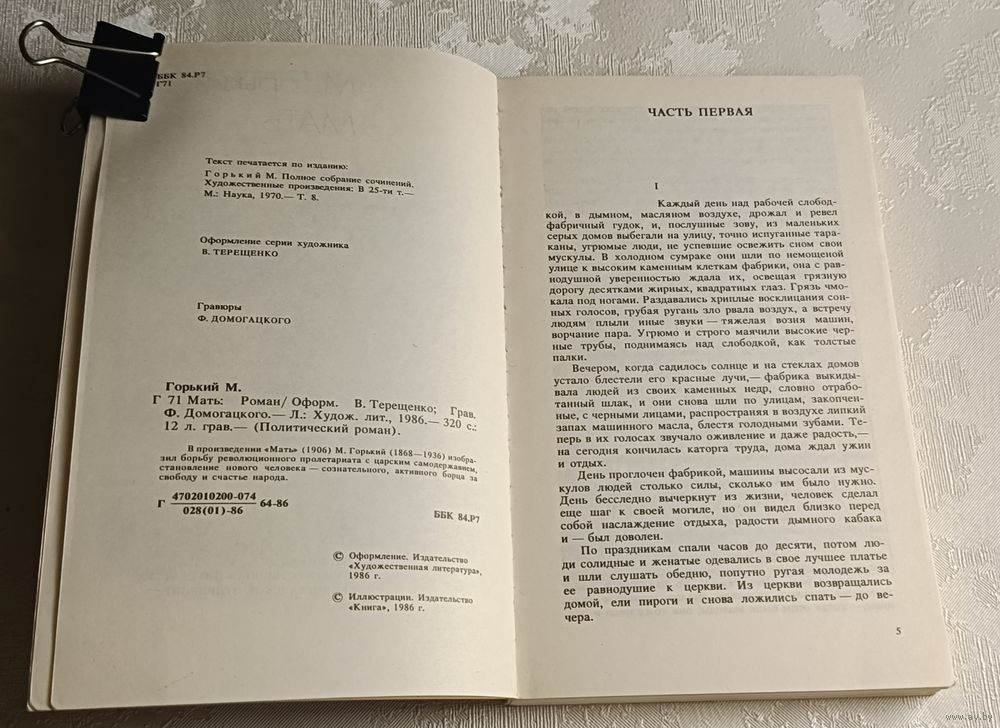 ББК 84.Р7
Г71
Текст печатается по изданию:
Горький М. Полное собрание сочинений.
Художественные произведения: В 25-ти т.—
М.: Наука, 1970.— Т. 8.
Оформление серии художника
В. ТЕРЕЩЕНКО
Гравюры
Ф. ДОМОГАЦКОГО
Горький М.
Г 71 Мать: Роман/ Оформ. В. Терещенко; Грав.
Ф. Домогацкого.— Л.: Худож. лит., 1986.— 320 с.;
12 л. грав.— (Политический роман).
В произведении «Мать» (1906) М. Горький (1868—1936) изобра-
зил борьбу революционного пролетариата с царским самодержавием,
становление нового человека — сознательного, активного борца за
свободу и счастье народа.
Г 4702010200-074 64-86
028(01)-86
ББК 84.Р7
© Оформление. Издательство
«Художественная литература»,
1986 г.
© Иллюстрации. Издательство
«Книга», 1986 г.
ЧАСТЬ ПЕРВАЯ
I
Каждый день над рабочей слобод-
кой, в дымном, масляном воздухе, дрожал и ревел
фабричный гудок, и, послушные зову, из маленьких
серых домов выбегали на улицу, точно испуганные тара-
каны, угрюмые люди, не успевшие освежить сном свои
мускулы. В холодном сумраке они шли по немощеной
улице к высоким каменным клеткам фабрики, она с рав-
нодушной уверенностью ждала их, освещая грязную
дорогу десятками жирных, квадратных глаз. Грязь чмо-
кала под ногами. Раздавались хриплые восклицания сон-
ных голосов, грубая ругань зло рвала воздух, а встречу
людям плыли иные звуки — тяжелая возня машин,
ворчание пара. Угрюмо и строго маячили высокие чер-
ные трубы, поднимаясь над слободкой, как толстые
палки.
Вечером, когда садилось солнце и на стеклах домов
устало блестели его красные лучи,— фабрика выкиды-
вала людей из своих каменных недр, словно отрабо-
танный шлак, и они снова шли по улицам, закопчен-
ные, с черными лицами, распространяя в воздухе липкий
запах машинного масла, блестя голодными зубами. Те-
перь в их голосах звучало оживление и даже радость,—
на сегодня кончилась каторга труда, дома ждал ужин
и отдых.
День проглочен фабрикой, машины высосали из мус-
кулов людей столько силы, сколько им было нужно.
День бесследно вычеркнут из жизни, человек сделал
еще шаг к своей могиле, но он видел близко перед
собой наслаждение отдыха, радости дымного кабака
и — был доволен.
По праздникам спали часов до десяти, потом лю-
ди солидные и женатые одевались в свое лучшее платье
и шли слушать обедню, попутно ругая молодежь за
ее равнодушие к церкви. Из церкви возвращались
домой, ели пироги и снова ложились спать — до ве-
чера.
5
www.ay.by